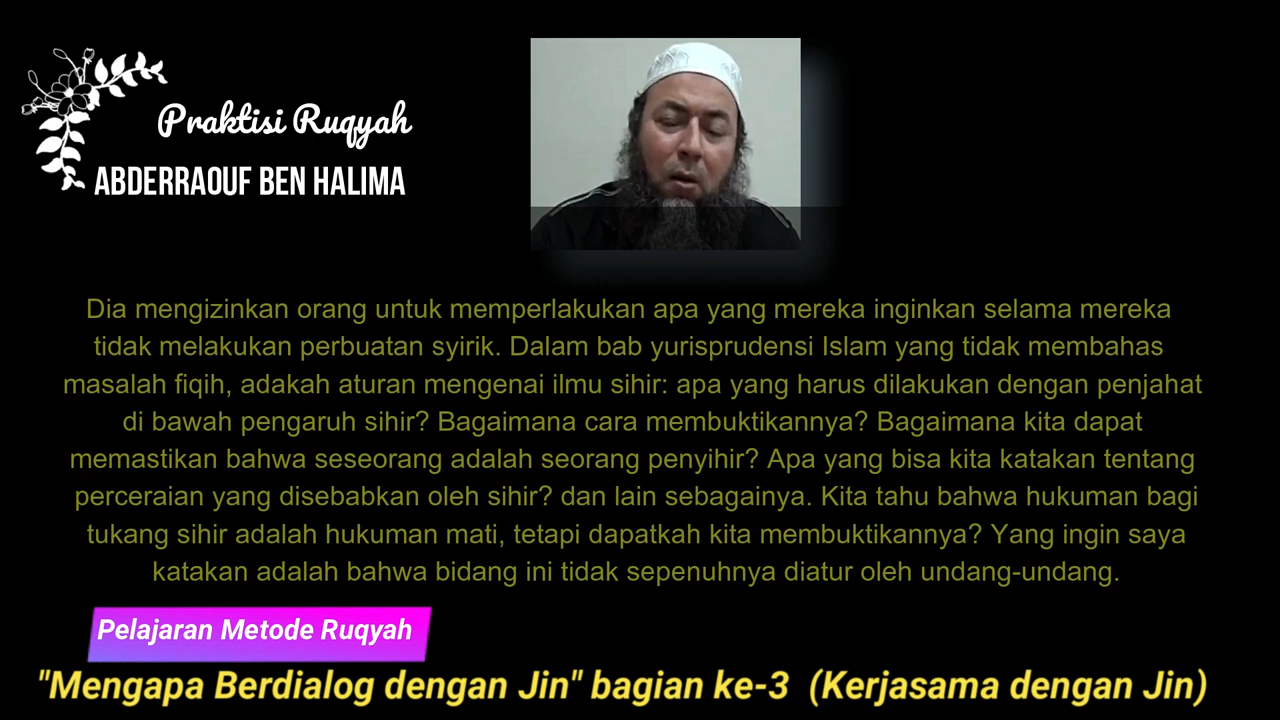 Praktisi Ruqyah
ABDERRAOUF BEN HALIMA
Dia mengizinkan orang untuk memperlakukan apa yang mereka inginkan selama mereka
tidak melakukan perbuatan syirik. Dalam bab yurisprudensi Islam yang tidak membahas
masalah fiqih, adakah aturan mengenai ilmu sihir: apa yang harus dilakukan dengan penjahat
di bawah pengaruh sihir? Bagaimana cara membuktikannya? Bagaimana kita dapat
memastikan bahwa seseorang adalah seorang penyihir? Apa yang bisa kita katakan tentang
perceraian yang disebabkan oleh sihir? dan lain sebagainya. Kita tahu bahwa hukuman bagi
tukang sihir adalah hukuman mati, tetapi dapatkah kita membuktikannya? Yang ingin saya
katakan adalah bahwa bidang ini tidak sepenuhnya diatur oleh undang-undang.
Pelajaran Metode Ruqyah
"Mengapa Berdialog dengan Jin" bagian ke-3 (Kerjasama dengan Jin)